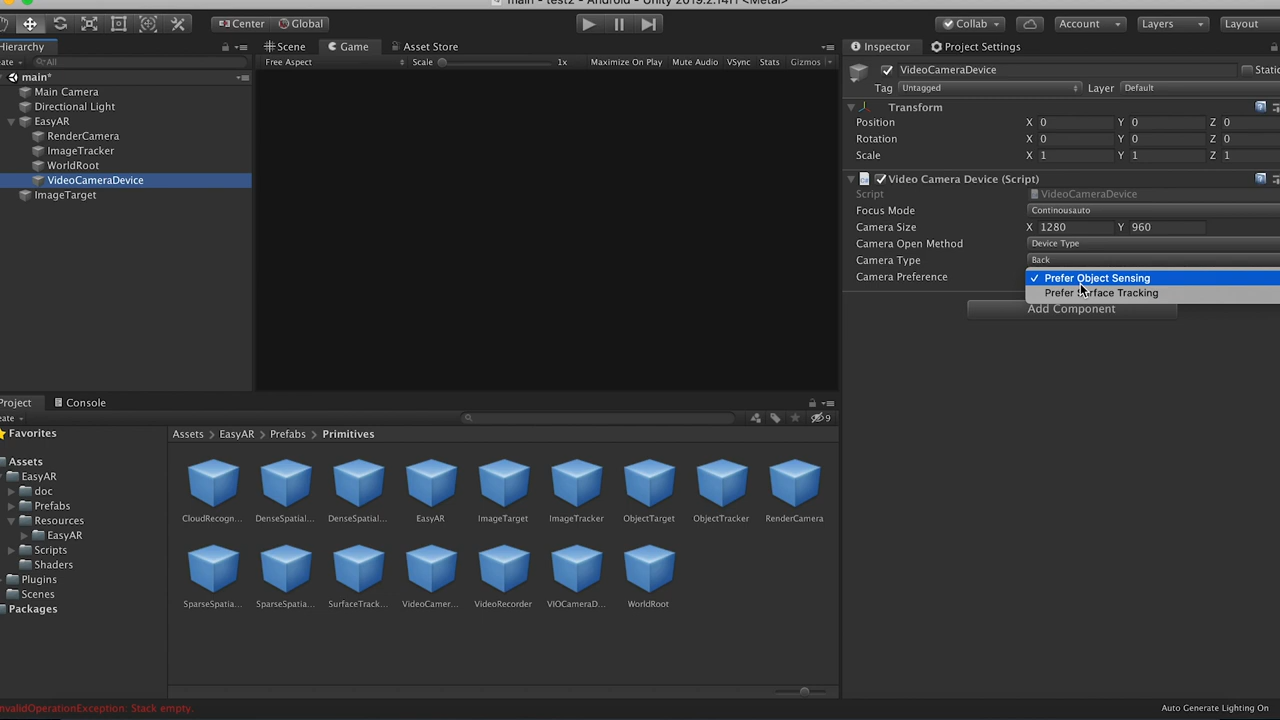 main - test2 - Android - Unity 2019.2.14f1 <Metal>
Center
Global
Collab
Account
Layers
Layout
Hierarchy
Scene
Game
Asset Store
Inspector
Project Settings
ate
All
Free Aspect
Scale
1x
Maximize On Play
Mute Audio
VSync
Stats
Gizmos
main*
Main Camera
Directional Light
EasyAR
RenderCamera
ImageTracker
WorldRoot
VideoCameraDevice
ImageTarget
VideoCameraDevice
Static
Tag Untagged
Layer Default
Transform
Position X 0 Y 0 Z 0
Rotation X 0 Y 0 Z 0
Scale X 1 Y 1 Z 1
Video Camera Device (Script)
Script VideoCameraDevice
Focus Mode Continousauto
Camera Size X 1280 Y 960
Camera Open Method Device Type
Camera Type Back
Camera Preference
✓ Prefer Object Sensing
Prefer Surface Tracking
Add Component
Project
Console
ate
9
Favorites
Assets
EasyAR
doc
Prefabs
Resources
EasyAR
Scripts
Shaders
Plugins
Scenes
Packages
Assets > EasyAR > Prefabs > Primitives
CloudRecogn...
DenseSpatial...
DenseSpatial...
EasyAR
ImageTarget
ImageTracker
ObjectTarget
ObjectTracker
RenderCamera
SparseSpatia...
SparseSpatia...
SurfaceTrack...
VideoCamer...
VideoRecorder
VIOCameraD...
WorldRoot
nvalidOperationException: Stack empty.
Auto Generate Lighting On